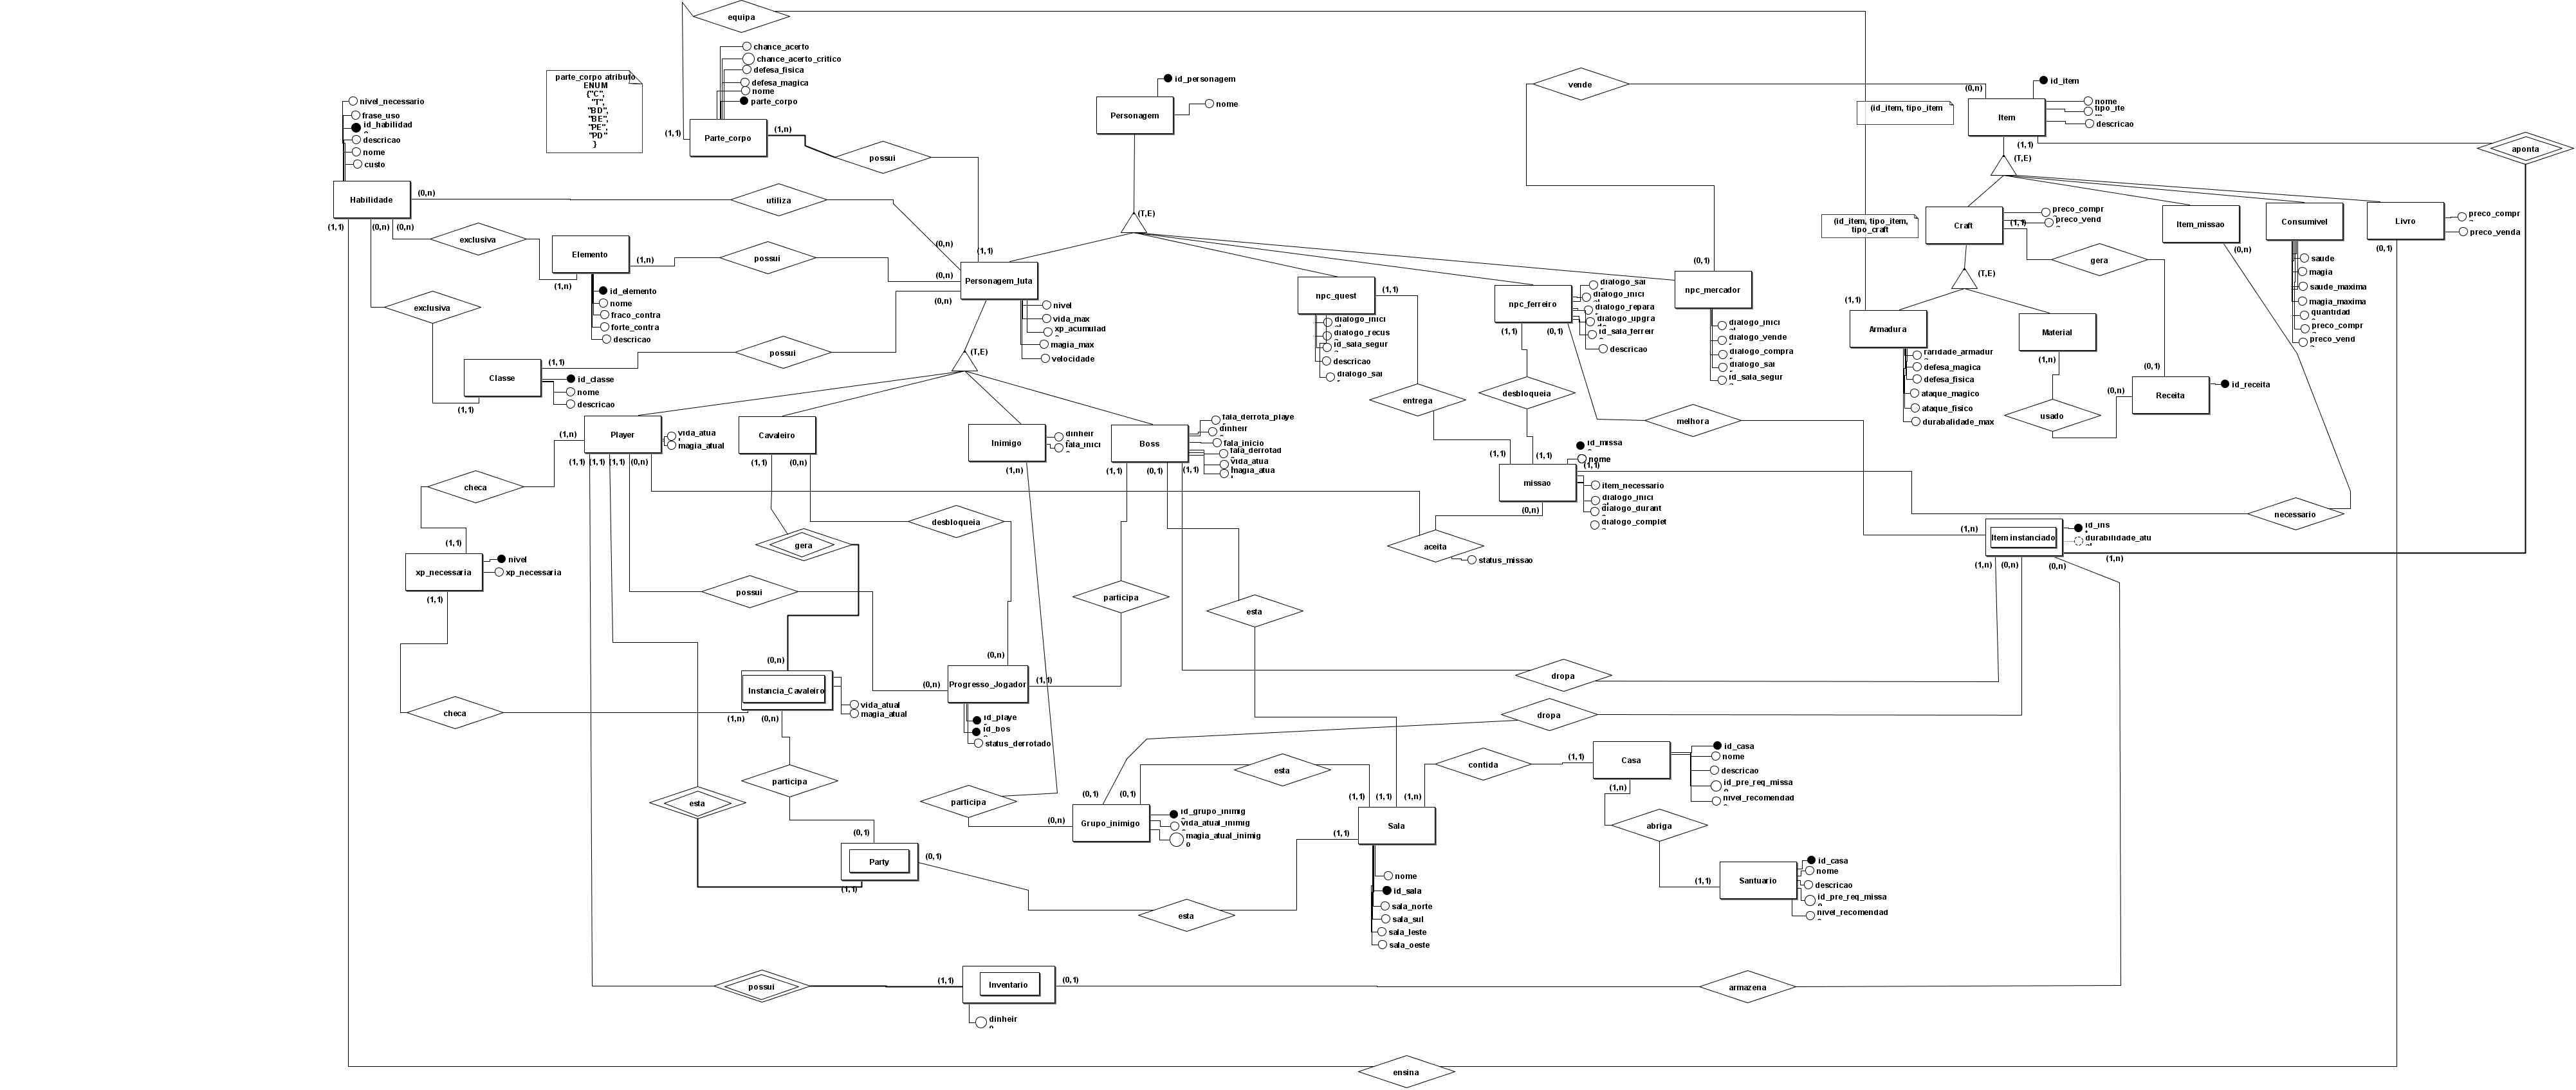 equipa
chance_acerto
chance_acerto_critico
defesa_fisica
defesa_magica
nome
parte_corpo
parte_corpo atributo
ENUM
{"C",
"T",
"BD",
"BE",
"PE",
"PD"
}
(1,1)
Parte_corpo
(1,n)
possui
id_personagem
nome
Personagem
(T,E)
vende
(0,n)
(id_item, tipo_item
id_item
nome
descricao
Item
(1,1)
(T,E)
aponta
nivel_necessario
frase_uso
id_habilidad
descricao
nome
custo
Habilidade
(0,n)
(1,1)
(0,n)
(0,n)
utiliza
exclusiva
exclusiva
(1,n)
Elemento
(1,n)
possui
id_elemento
nome
fraco_contra
forte_contra
descricao
(0,n)
(1,1)
(0,n)
(0,n)
Personagem_luta
nivel
vida_max
xp_acumulad
magia_max
velocidade
(T,E)
Classe
(1,1)
(1,1)
possui
id_classe
nome
descricao
npc_quest
(1,1)
dialogo_inici
dialogo_recus
id_sala_segur
descricao
dialogo_sai
npc_ferreiro
(1,1)
(0,1)
dialogo_sai
dialogo_inici
dialogo_repara
dialogo_upgra
id_sala_ferreir
descricao
(0,1)
npc_mercador
dialogo_inici
dialogo_vende
dialogo_compra
dialogo_sai
id_sala_segur
(id_item, tipo_item,
tipo_craft
Craft
(1,1)
preco_compr
preco_vend
(T,E)
gera
Item_missao
(0,n)
Consumivel
saude
magia
saude_maxima
magia_maxima
quantidad
preco_compr
preco_vend
Livro
(0,1)
preco_compr
preco_venda
(1,1)
Armadura
defesa_magica
defesa_fisica
ataque_magico
ataque_fisico
durabilidade_max
Material
(1,n)
usado
(0,1)
(0,n)
Receita
id_receita
entrega
desbloqueia
melhora
(1,n)
Player
vida_atua
magia_atual
(1,1)
(1,1)
(1,1)
(0,n)
Cavaleiro
(1,1)
(0,n)
Inimigo
dinheir
fala_inici
(1,n)
Boss
fala_derrota_playe
dinheir
fala_inicio
fala_derrotad
vida_atua
magia_atua
(1,1)
(0,1)
(1,1)
(1,1)
missao
id_missa
nome
(1,1)
item_necessario
dialogo_inici
dialogo_durant
dialogo_complet
(0,n)
aceita
status_missao
necessario
checa
(1,1)
xp_necessaria
nivel
xp_necessaria
(1,1)
gera
desbloqueia
(1,n)
Item instanciado
id_ins
durabilidade_atu
(1,n)
(1,n)
(0,n)
(0,n)
possui
participa
esta
(0,n)
Instancia_Cavaleiro
vida_atual
magia_atual
(1,n)
(0,n)
checa
(0,n)
(0,n)
Progresso_Jogador
(1,1)
id_playe
id_bos
status_derrotado
dropa
dropa
participa
esta
(0,1)
Party
(0,1)
(1,1)
participa
(0,n)
(0,1)
(0,1)
Grupo_inimigo
id_grupo_inimig
vida_atual_inimig
magia_atual_inimig
o
esta
contida
(1,1)
(1,1)
(1,n)
(1,1)
Sala
nome
id_sala
sala_norte
sala_sul
sala_leste
sala_oeste
(1,1)
Casa
id_casa
nome
descricao
id_pre_req_missa
nivel_recomendad
(1,n)
abriga
(1,1)
Santuario
id_casa
nome
descricao
id_pre_req_missa
nivel_recomendad
esta
possui
(1,1)
Inventario
(0,1)
dinheir
armazena
ensina